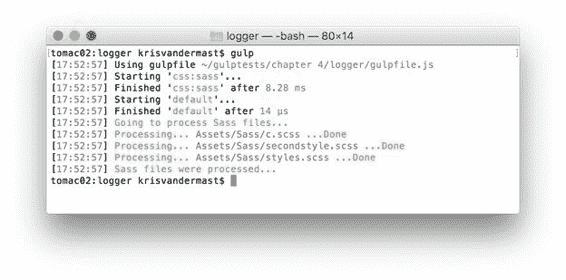 logger — -bash — 80×14
[tomac02:logger krisvandermast$ gulp ]
[17:52:57] Using gulpfile ~/gulptests/chapter 4/logger/gulpfile.js
[17:52:57] Starting 'css:sass'...
[17:52:57] Finished 'css:sass' after 8.28 ms
[17:52:57] Starting 'default'...
[17:52:57] Finished 'default' after 14 μs
[17:52:57] Going to process Sass files...
[17:52:57] Processing... Assets/Sass/c.scss ...Done
[17:52:57] Processing... Assets/Sass/secondstyle.scss ...Done
[17:52:57] Processing... Assets/Sass/styles.scss ...Done
[17:52:57] Sass files were processed...
tomac02:logger krisvandermast$